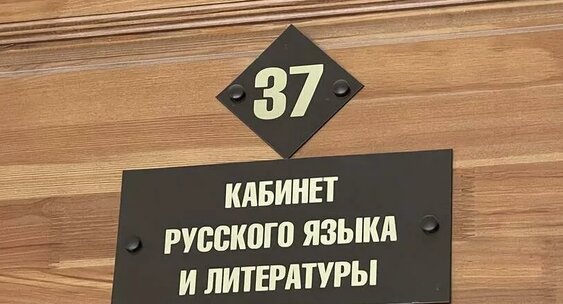 37
КАБИНЕТ
РУССКОГО ЯЗЫКА
И ЛИТЕРАТУРЫ